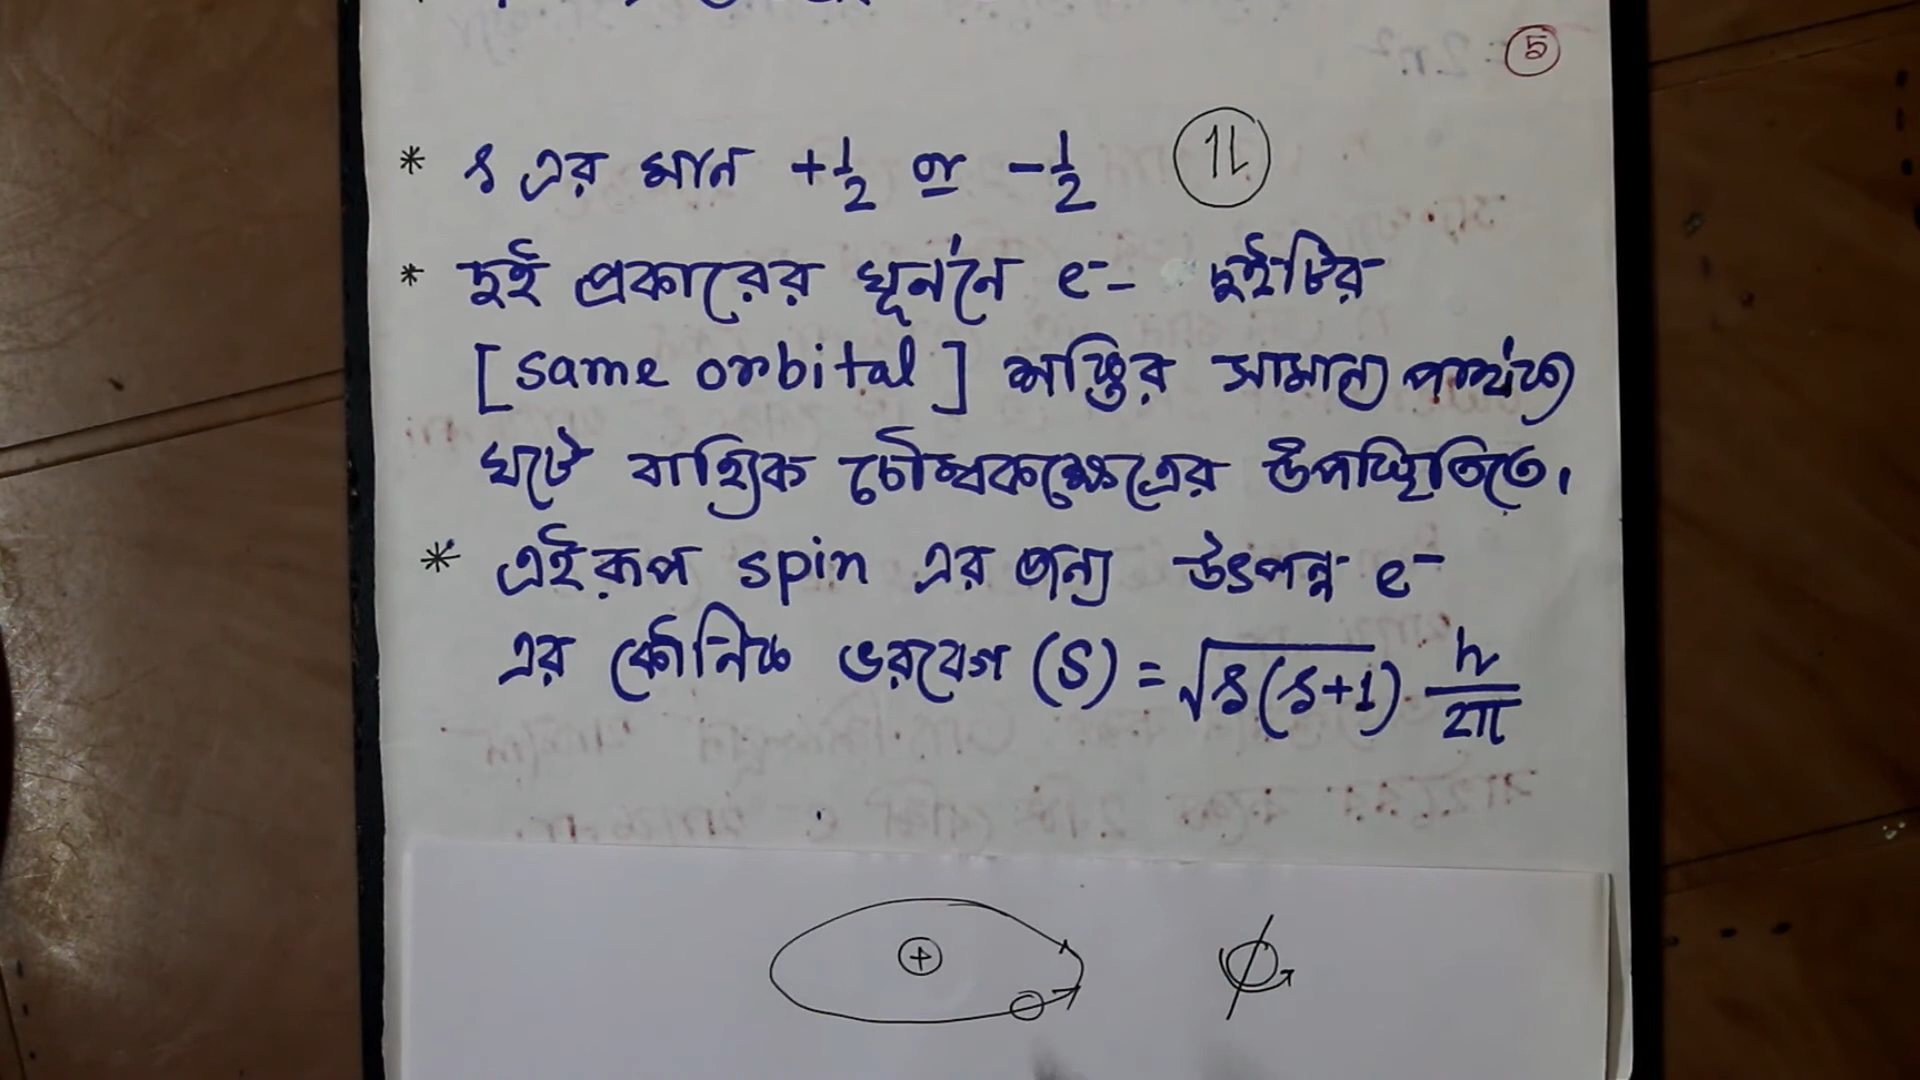 5
* s এর মান +1/2 বা -1/2 1l
* দুই প্রকারের ঘূর্ননে e- দুইটির
[same orbital] শক্তির সামান্য পার্থক্য
ঘটে বাহ্যিক চৌম্বকক্ষেত্রের উপস্থিতিতে।
* এইরূপ spin এর জন্য উৎপন্ন e-
এর কৌনিক ভরবেগ (S) = √s(s+1) h/2π
+